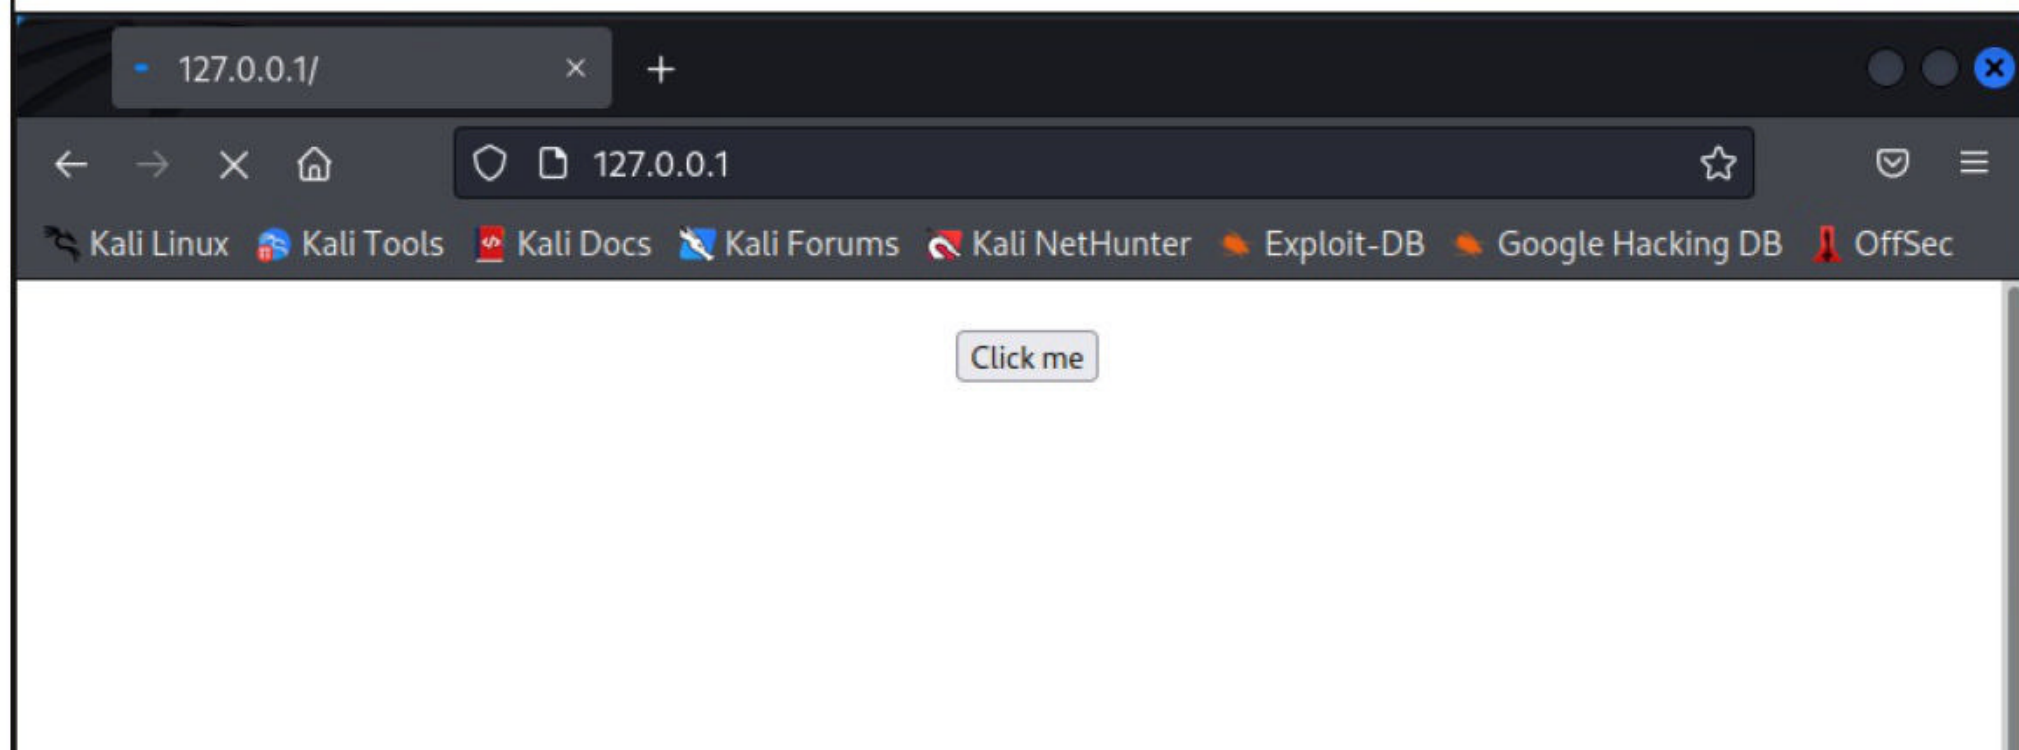 127.0.0.1/
127.0.0.1
Kali Linux Kali Tools Kali Docs Kali Forums Kali NetHunter Exploit-DB Google Hacking DB OffSec
Click me